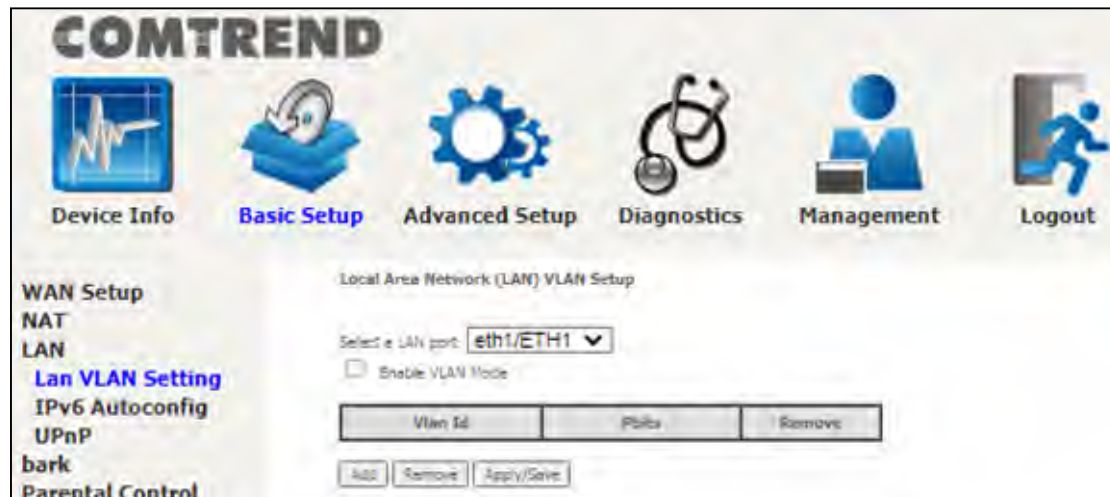 COMTREND
Device Info Basic Setup Advanced Setup Diagnostics Management Logout
Local Area Network (LAN) VLAN Setup
WAN Setup
NAT
LAN
Lan VLAN Setting
IPv6 Autoconfig
UPnP
bark
Parental Control
Select a LAN port: eth1/ETH1
Enable VLAN Mode
Vlan Id Pbits Remove
Add Remove Apply/Save